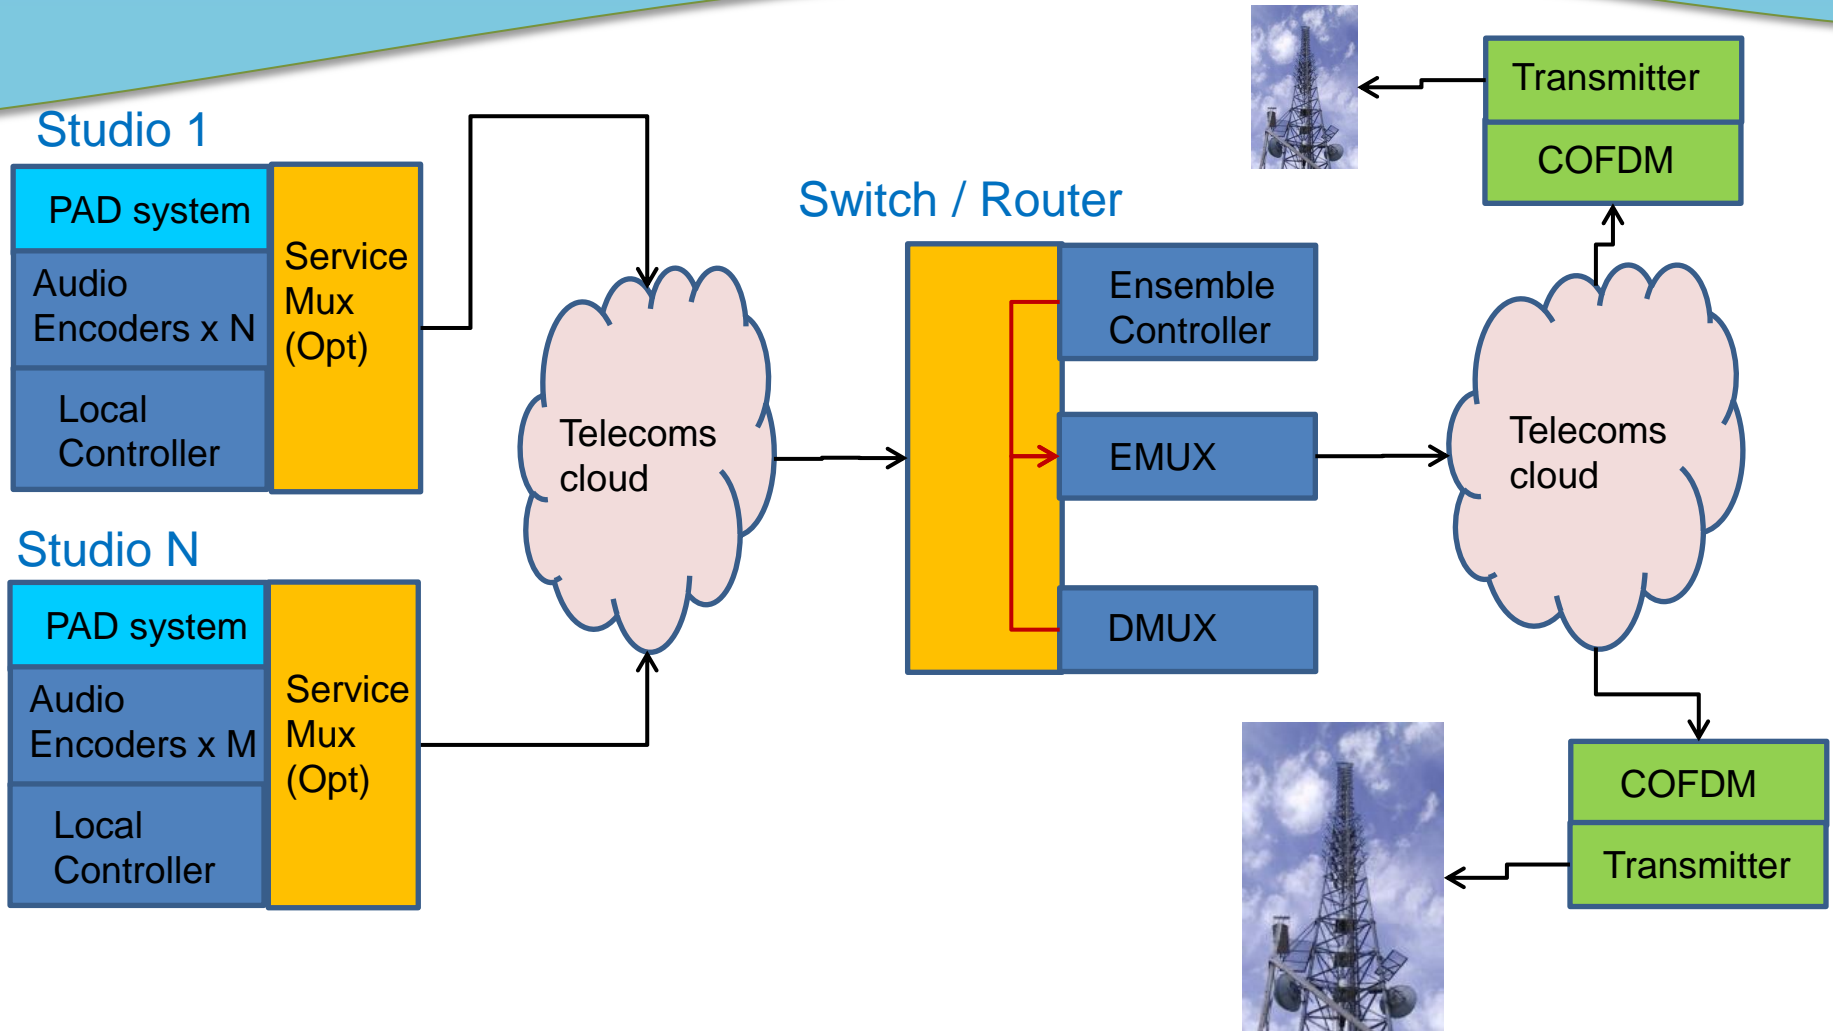 Studio 1
PAD system
Audio
Encoders x N
Local
Controller
Service
Mux
(Opt)
Studio N
PAD system
Audio
Encoders x M
Local
Controller
Service
Mux
(Opt)
Telecoms
cloud
Switch / Router
Ensemble
Controller
EMUX
DMUX
Telecoms
cloud
Transmitter
COFDM
COFDM
Transmitter